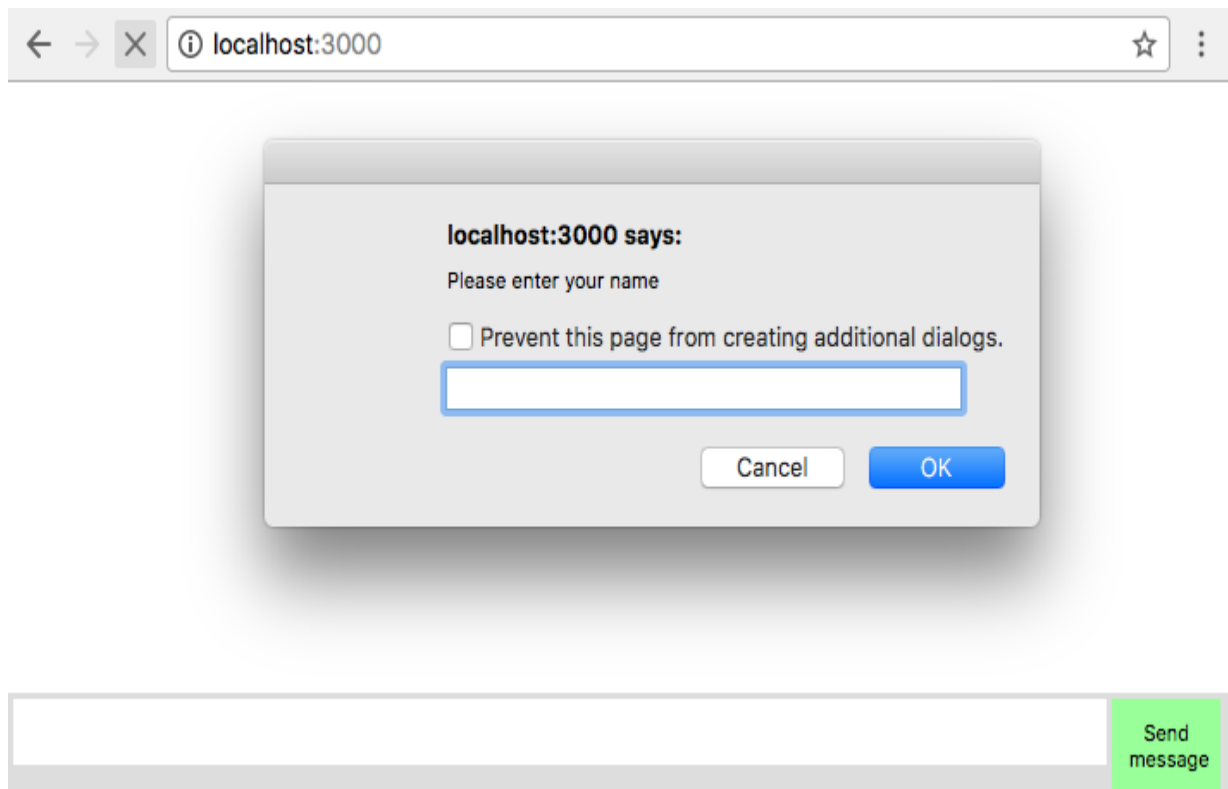 localhost:3000
localhost:3000 says:
Please enter your name
Prevent this page from creating additional dialogs.
Cancel
OK
Send
message